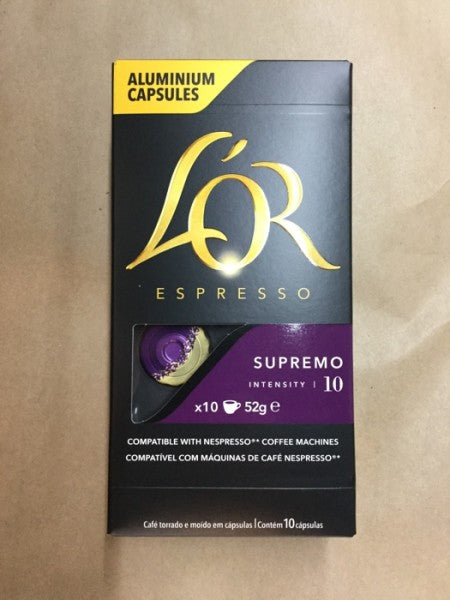 ALUMINIUM
CAPSULES
L'OR
ESPRESSO
SUPREMO
INTENSITY | 10
x10 52g ℮
COMPATIBLE WITH NESPRESSO** COFFEE MACHINES
COMPATÍVEL COM MÁQUINAS DE CAFÉ NESPRESSO**
Café torrado e moído em cápsulas | Contém 10 cápsulas